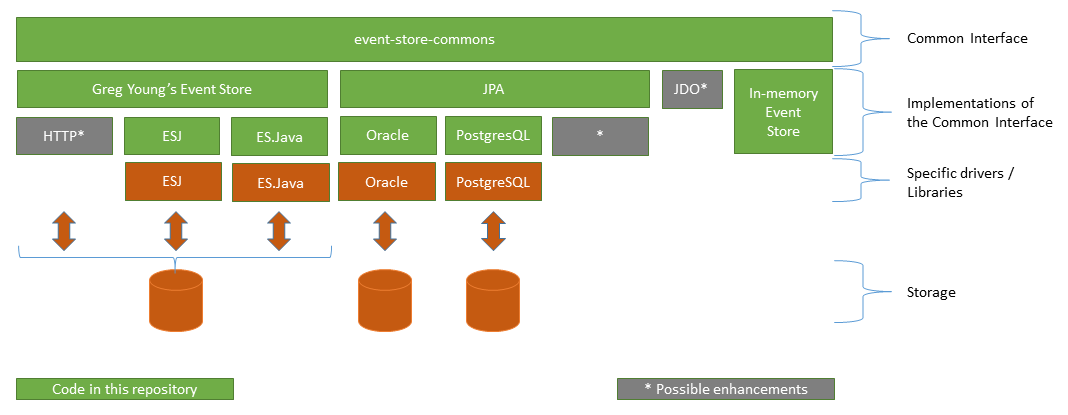 event-store-commons
Common Interface
Greg Young's Event Store
JPA
JDO*
In-memory
Event
Store
Implementations of
the Common Interface
HTP*
ESJ
ES.Java
Oracle
PostgresQL
*
ESJ
ES.Java
Oracle
PostgreSQL
Specific drivers /
Libraries
Storage
Code in this repository
* Possible enhancements